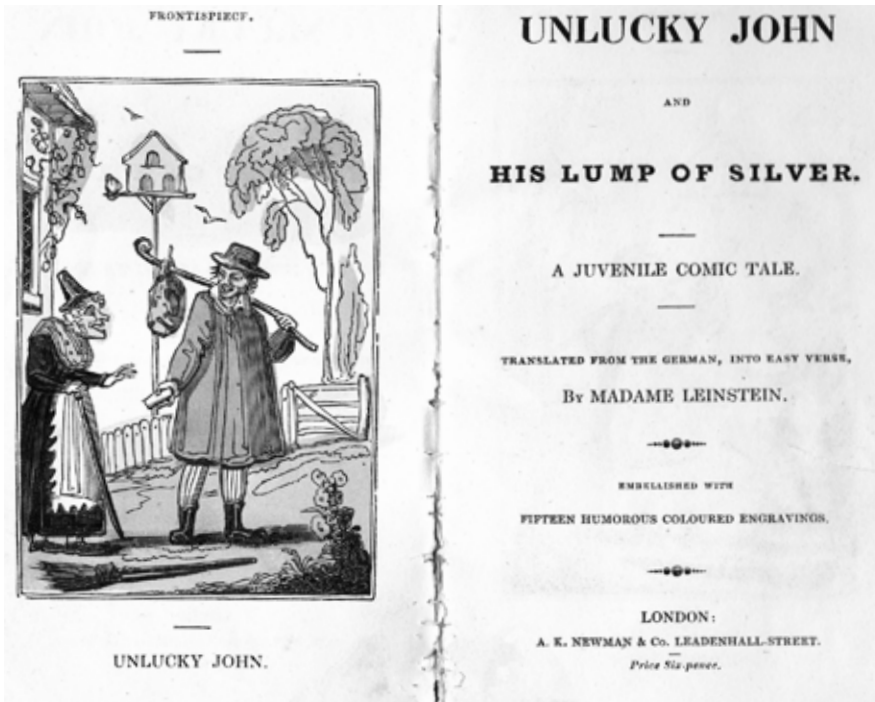 FRONTISPIECE,
UNLUCKY JOHN.
UNLUCKY JOHN
AND
HIS LUMP OF SILVER.
A JUVENILE COMIC TALE.
TRANSLATED FROM THE GERMAN, INTO EASY VERSE,
By MADAME LEINSTEIN.
EMBELLISHED WITH
FIFTEEN HUMOROUS COLOURED ENGRAVINGS.
LONDON:
A. K. NEWMAN & Co. LEADENHALL-STREET.
Price Six-pence.